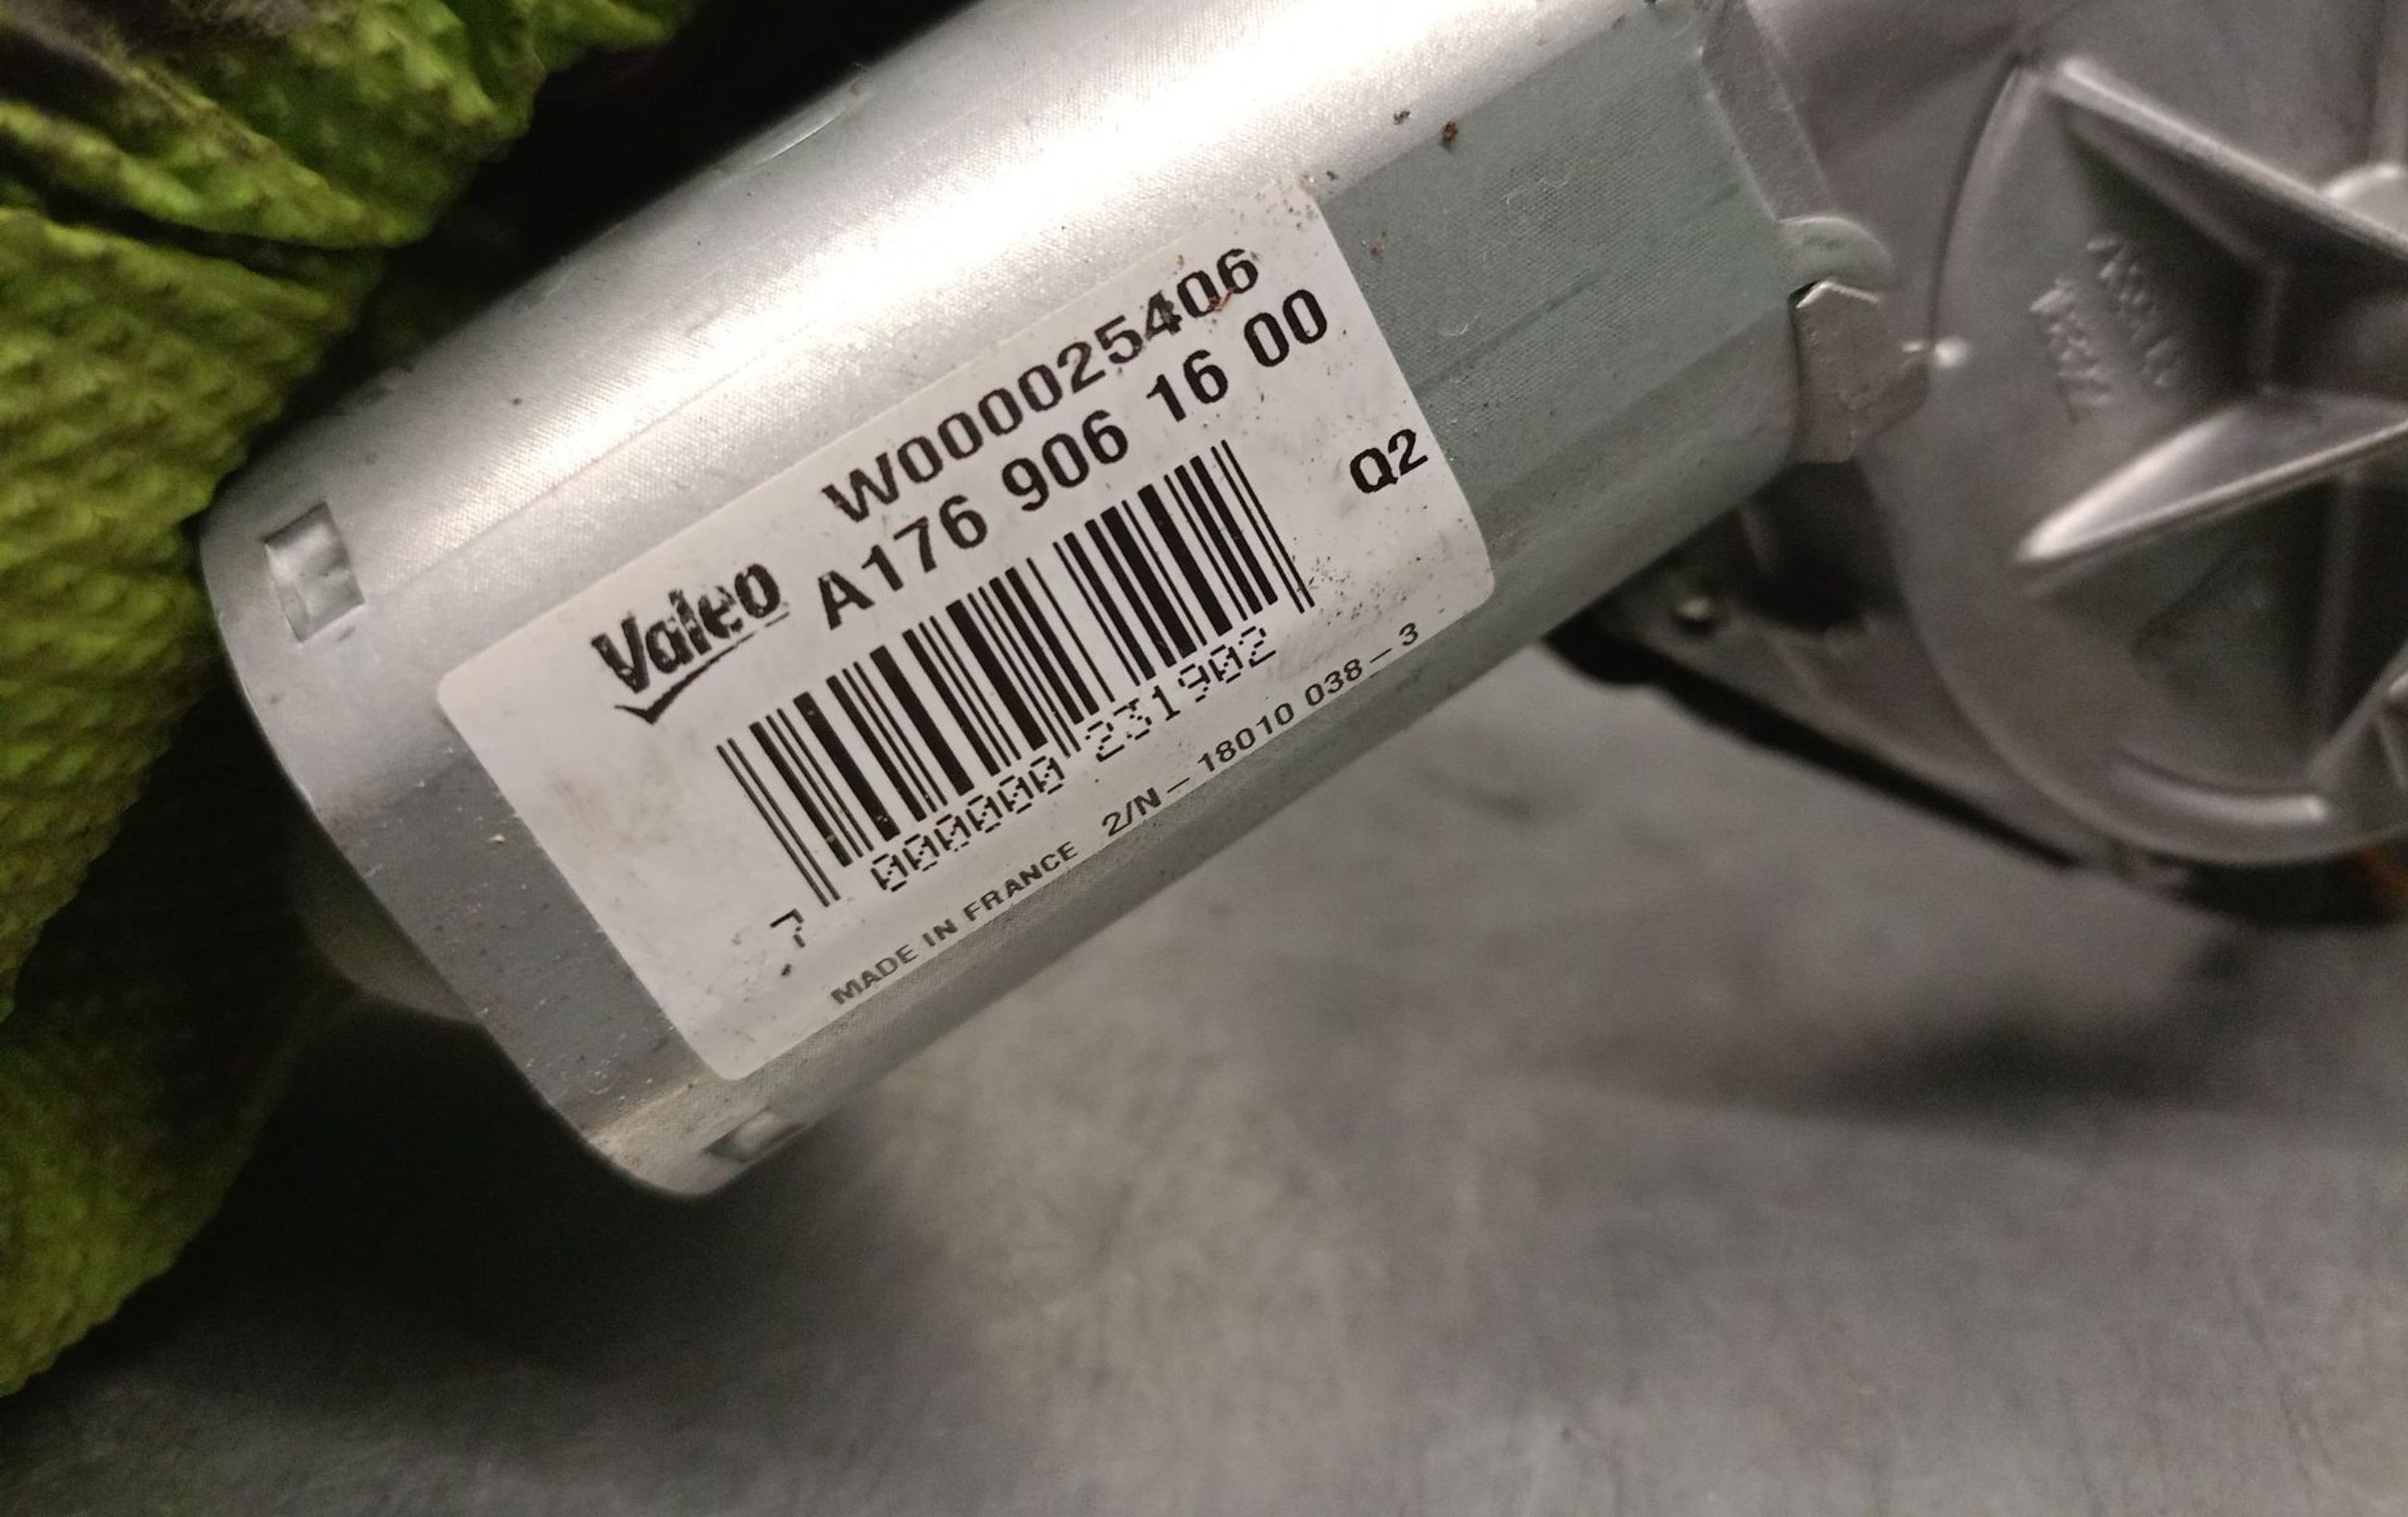 W000025406
Valeo A176 906 16 00
Q2
7 000000 231902
MADE IN FRANCE 2/N-18010 038-3